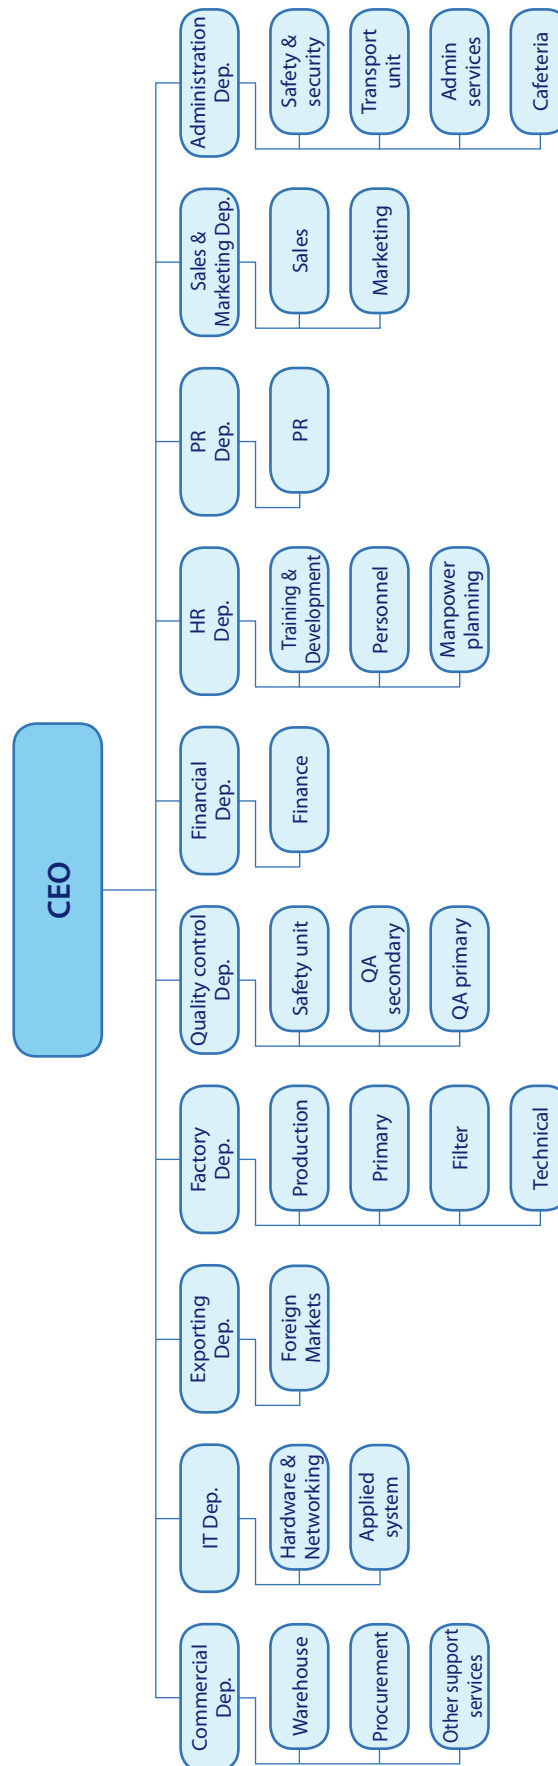 CEO
Commercial
Dep.
Warehouse
Procurement
Other support
services
IT Dep.
Hardware &
Networking
Applied
system
Exporting
Dep.
Foreign
Markets
Factory
Dep.
Production
Primary
Filter
Technical
Quality control
Dep.
Safety unit
QA
secondary
QA primary
Financial
Dep.
Finance
HR
Dep.
Training &
Development
Personnel
Manpower
planning
PR
Dep.
PR
Sales &
Marketing Dep.
Sales
Marketing
Administration
Dep.
Safety &
security
Transport
unit
Admin
services
Cafeteria